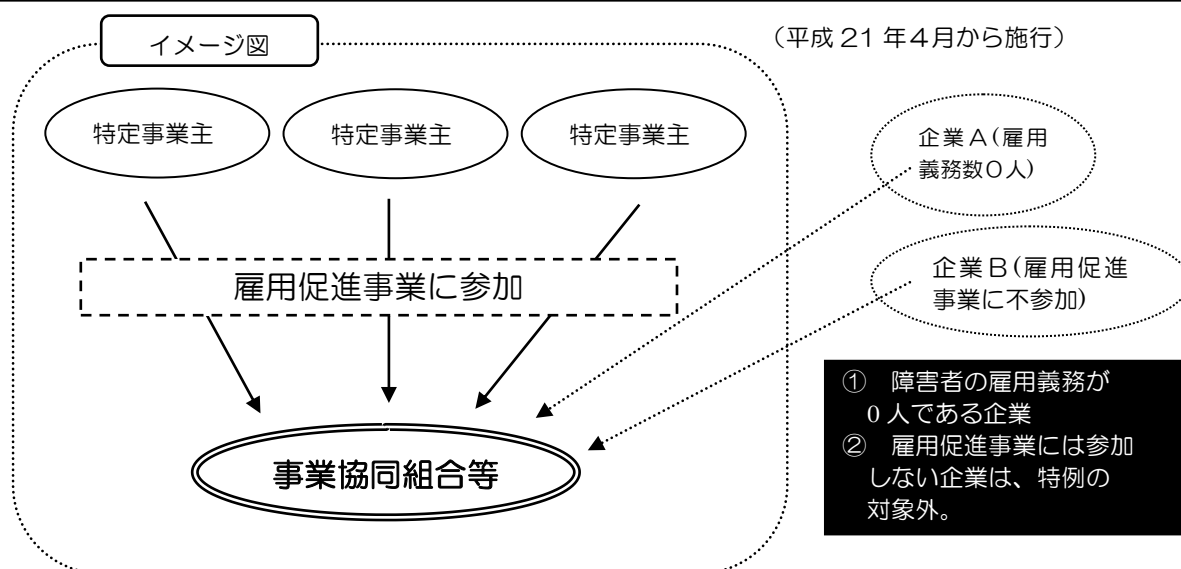 イメージ図
（平成 21 年４月から施行）
特定事業主
特定事業主
特定事業主
企業Ａ(雇用
義務数０人)
企業Ｂ(雇用促進
事業に不参加)
雇用促進事業に参加
事業協同組合等
①　障害者の雇用義務が
0 人である企業
②　雇用促進事業には参加
しない企業は、特例の
対象外。